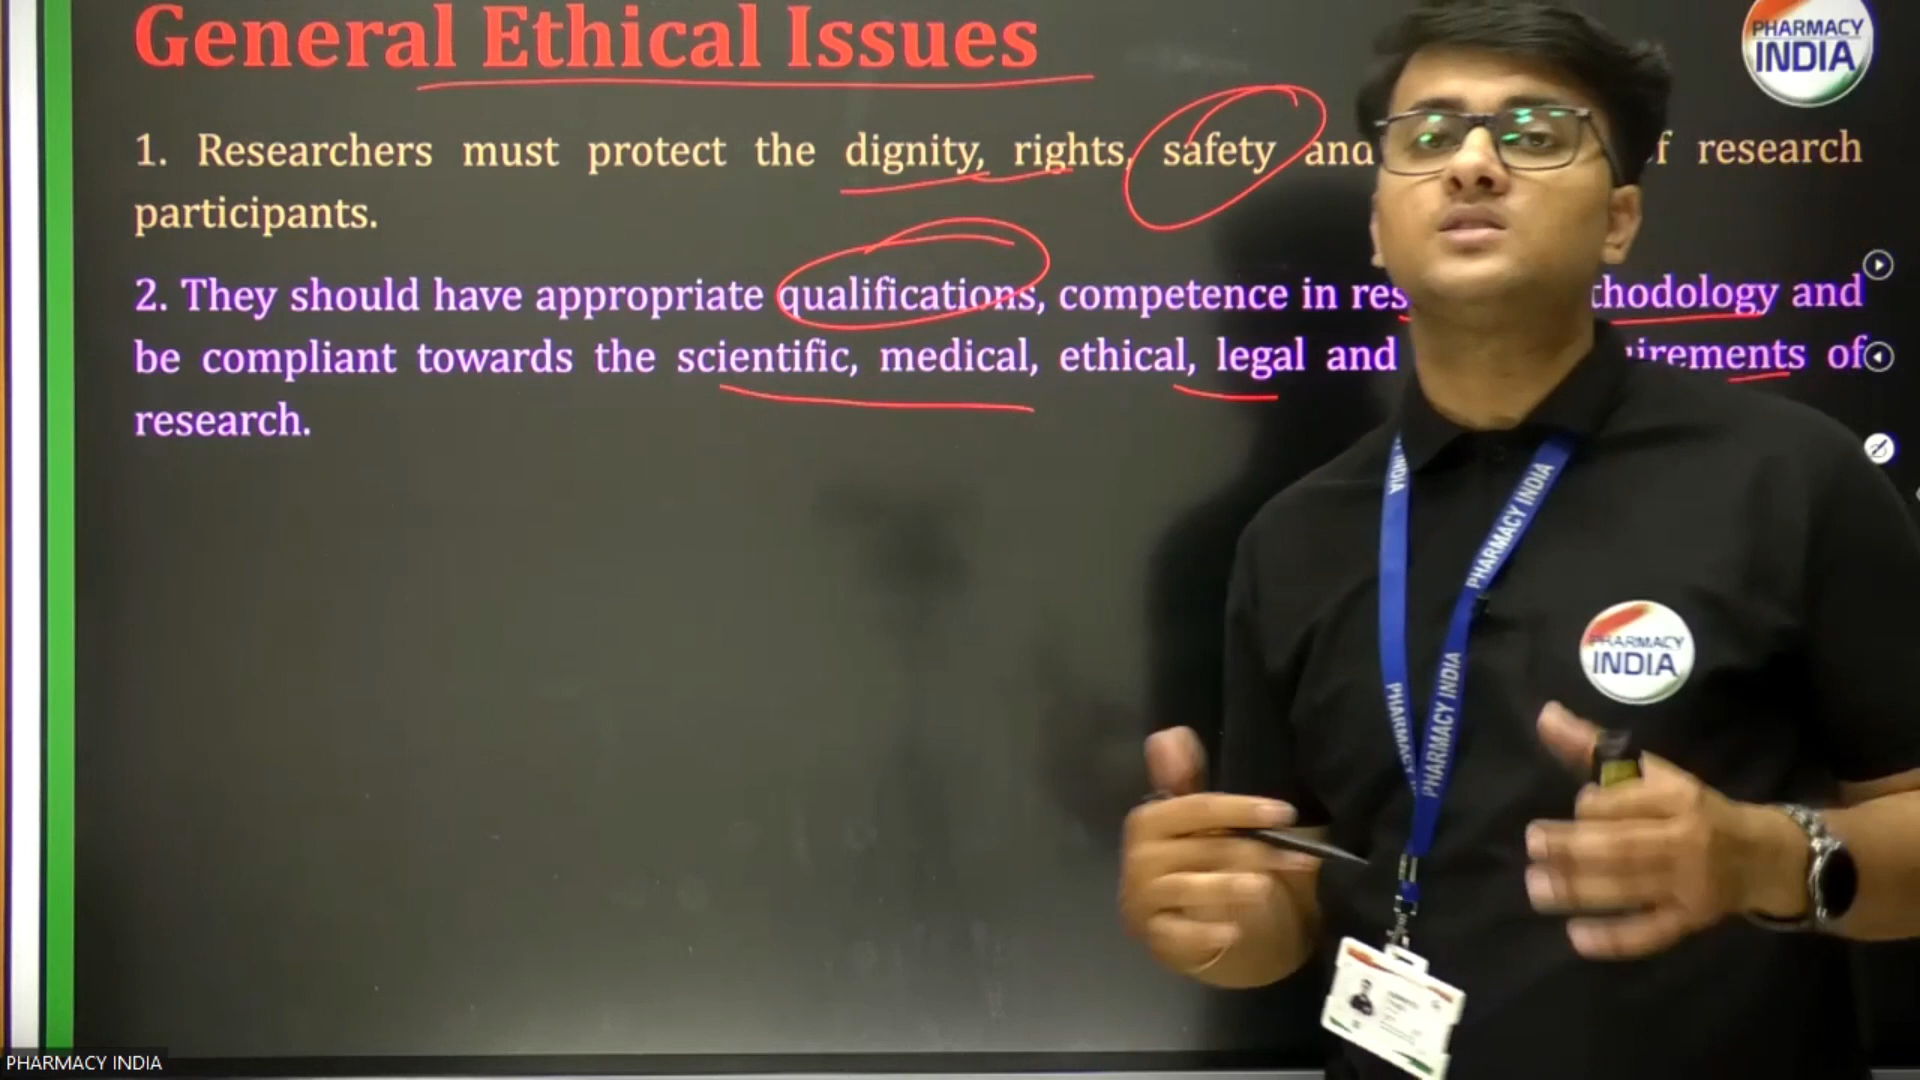 General Ethical Issues
PHARMACY
INDIA
1. Researchers must protect the dignity, rights, safety and f research
participants.
2. They should have appropriate qualifications, competence in res thodology and
be compliant towards the scientific, medical, ethical, legal and uirements of
research.
INDIA
PHARMACY INDIA
PHARMACY INDIA
PHARMACY
PHARMACY
INDIA
PHARMACY INDIA